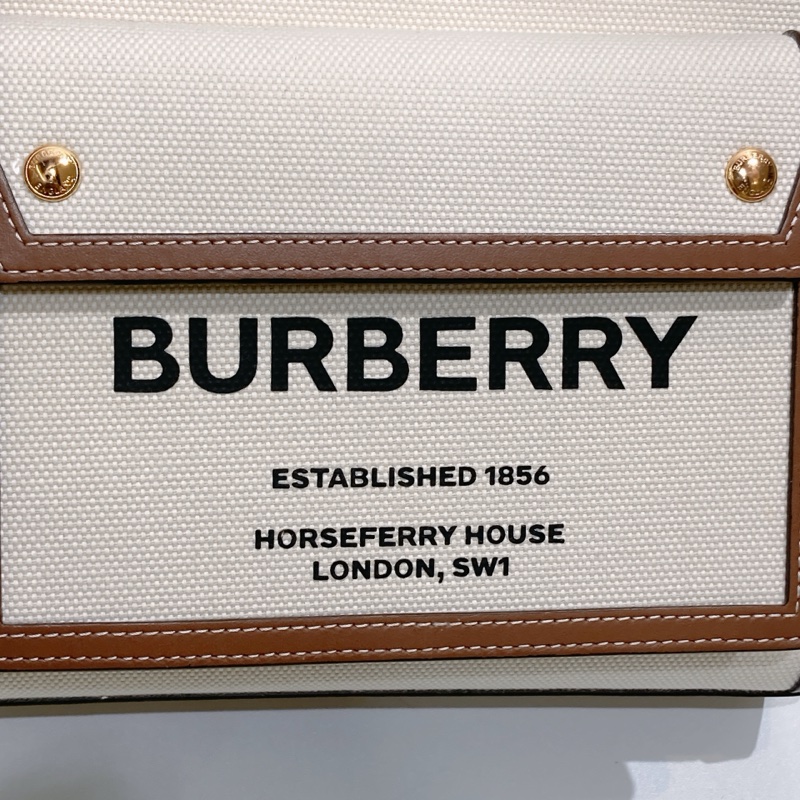 BURBERRY
ESTABLISHED 1856
HORSEFERRY HOUSE
LONDON, SW1